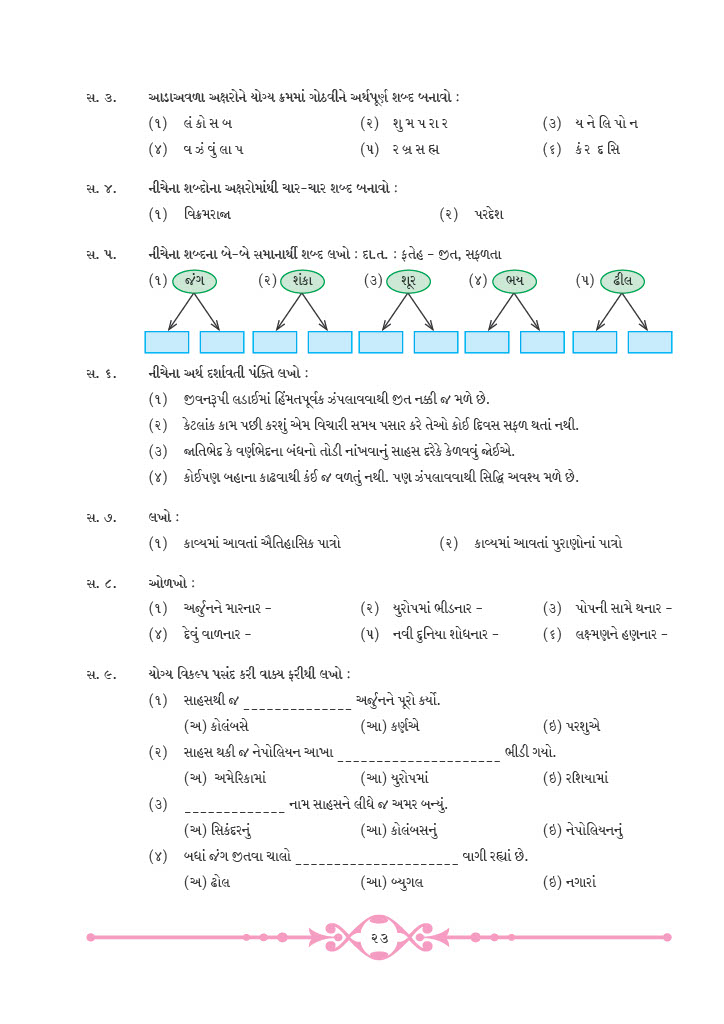 સ. ૩. આડાઅવળા અક્ષરોને યોગ્ય ક્રમમાં ગોઠવીને અર્થપૂર્ણ શબ્દ બનાવો :
(૧) લં કો સ બ (૨) શુ મ પ રા ર (૩) ય ને લિ પો ન
(૪) વ ઝં વું લા પ (૫) ર બ્ર સ હ્મ (૬) કં ર દ સિ
સ. ૪. નીચેના શબ્દોના અક્ષરોમાંથી ચાર-ચાર શબ્દ બનાવો :
(૧) વિક્રમરાજા (૨) પરદેશ
સ. ૫. નીચેના શબ્દના બે-બે સમાનાર્થી શબ્દ લખો : દા.ત. : ફતેહ - જીત, સફળતા
(૧) જંગ (૨) શંકા (૩) શૂર (૪) ભય (૫) ઢીલ
સ. ૬. નીચેના અર્થ દર્શાવતી પંક્તિ લખો :
(૧) જીવનરૂપી લડાઈમાં હિંમતપૂર્વક ઝંપલાવવાથી જીત નક્કી જ મળે છે.
(૨) કેટલાંક કામ પછી કરશું એમ વિચારી સમય પસાર કરે તેઓ કોઈ દિવસ સફળ થતાં નથી.
(૩) જાતિભેદ કે વર્ણભેદના બંધનો તોડી નાંખવાનું સાહસ દરેકે કેળવવું જોઈએ.
(૪) કોઈપણ બહાના કાઢવાથી કંઈ જ વળતું નથી. પણ ઝંપલાવવાથી સિદ્ધિ અવશ્ય મળે છે.
સ. ૭. લખો :
(૧) કાવ્યમાં આવતાં ઐતિહાસિક પાત્રો (૨) કાવ્યમાં આવતાં પુરાણોનાં પાત્રો
સ. ૮. ઓળખો :
(૧) અર્જુનને મારનાર - (૨) યુરોપમાં ભીડનાર - (૩) પોપની સામે થનાર -
(૪) દેવું વાળનાર - (૫) નવી દુનિયા શોધનાર - (૬) લક્ષ્મણને હણનાર -
સ. ૯. યોગ્ય વિકલ્પ પસંદ કરી વાક્ય ફરીથી લખો :
(૧) સાહસથી જ ______________ અર્જુનને પૂરો કર્યો.
(અ) કોલંબસે (આ) કર્ણએ (ઇ) પરશુએ
(૨) સાહસ થકી જ નેપોલિયન આખા _____________________ ભીડી ગયો.
(અ) અમેરિકામાં (આ) યુરોપમાં (ઇ) રશિયામાં
(૩) _____________ નામ સાહસને લીધે જ અમર બન્યું.
(અ) સિકંદરનું (આ) કોલંબસનું (ઇ) નેપોલિયનનું
(૪) બધાં જંગ જીતવા ચાલો _____________________ વાગી રહ્યાં છે.
(અ) ઢોલ (આ) બ્યુગલ (ઇ) નગારાં
૨૩